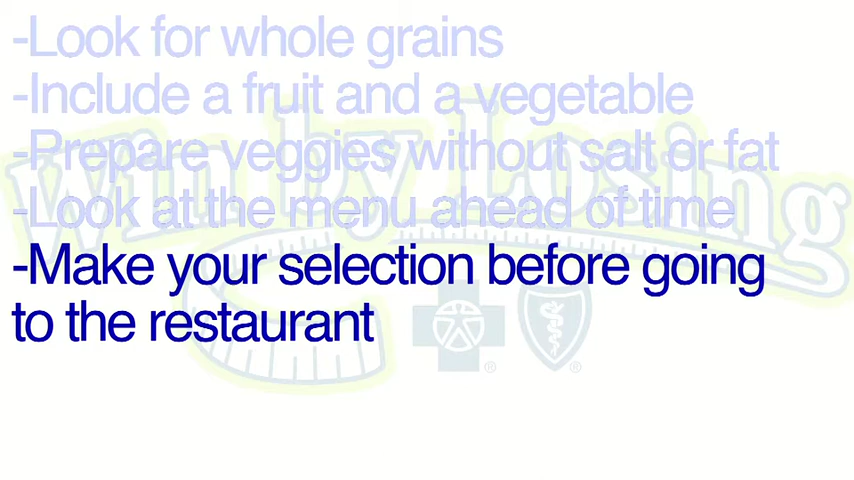 -Look for whole grains
-Include a fruit and a vegetable
-Prepare veggies without salt or fat
-Look at the menu ahead of time
-Make your selection before going
to the restaurant
Win by Losing
® ®